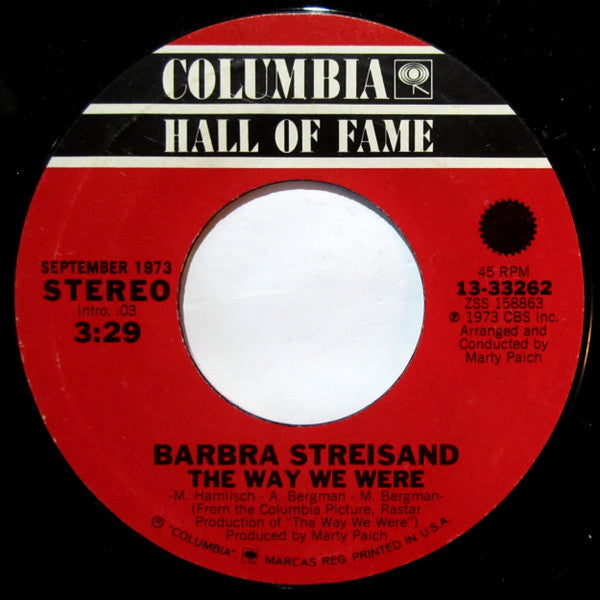 COLUMBIA
HALL OF FAME
SEPTEMBER 1973
STEREO
Intro. :03
3:29
45 RPM
13-33262
ZSS 158863
℗ 1973 CBS Inc.
Arranged and
Conducted by
Marty Paich
BARBRA STREISAND
THE WAY WE WERE
-M. Hamlisch - A. Bergman - M. Bergman-
(From the Columbia Picture, Rastar
Production of "The Way We Were")
Produced by Marty Paich
® "COLUMBIA" MARCAS REG. PRINTED IN U.S.A.